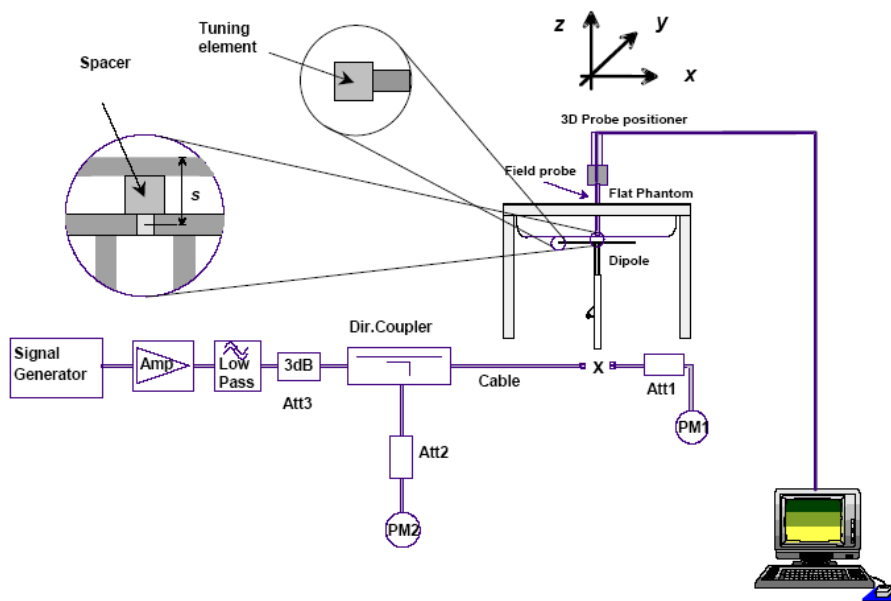 Tuning
element
Spacer
s
z
y
x
3D Probe positioner
Field probe
Flat Phantom
Dipole
Dir.Coupler
Signal
Generator
Amp
Low
Pass
3dB
Att3
Cable
X
Att1
PM1
Att2
PM2